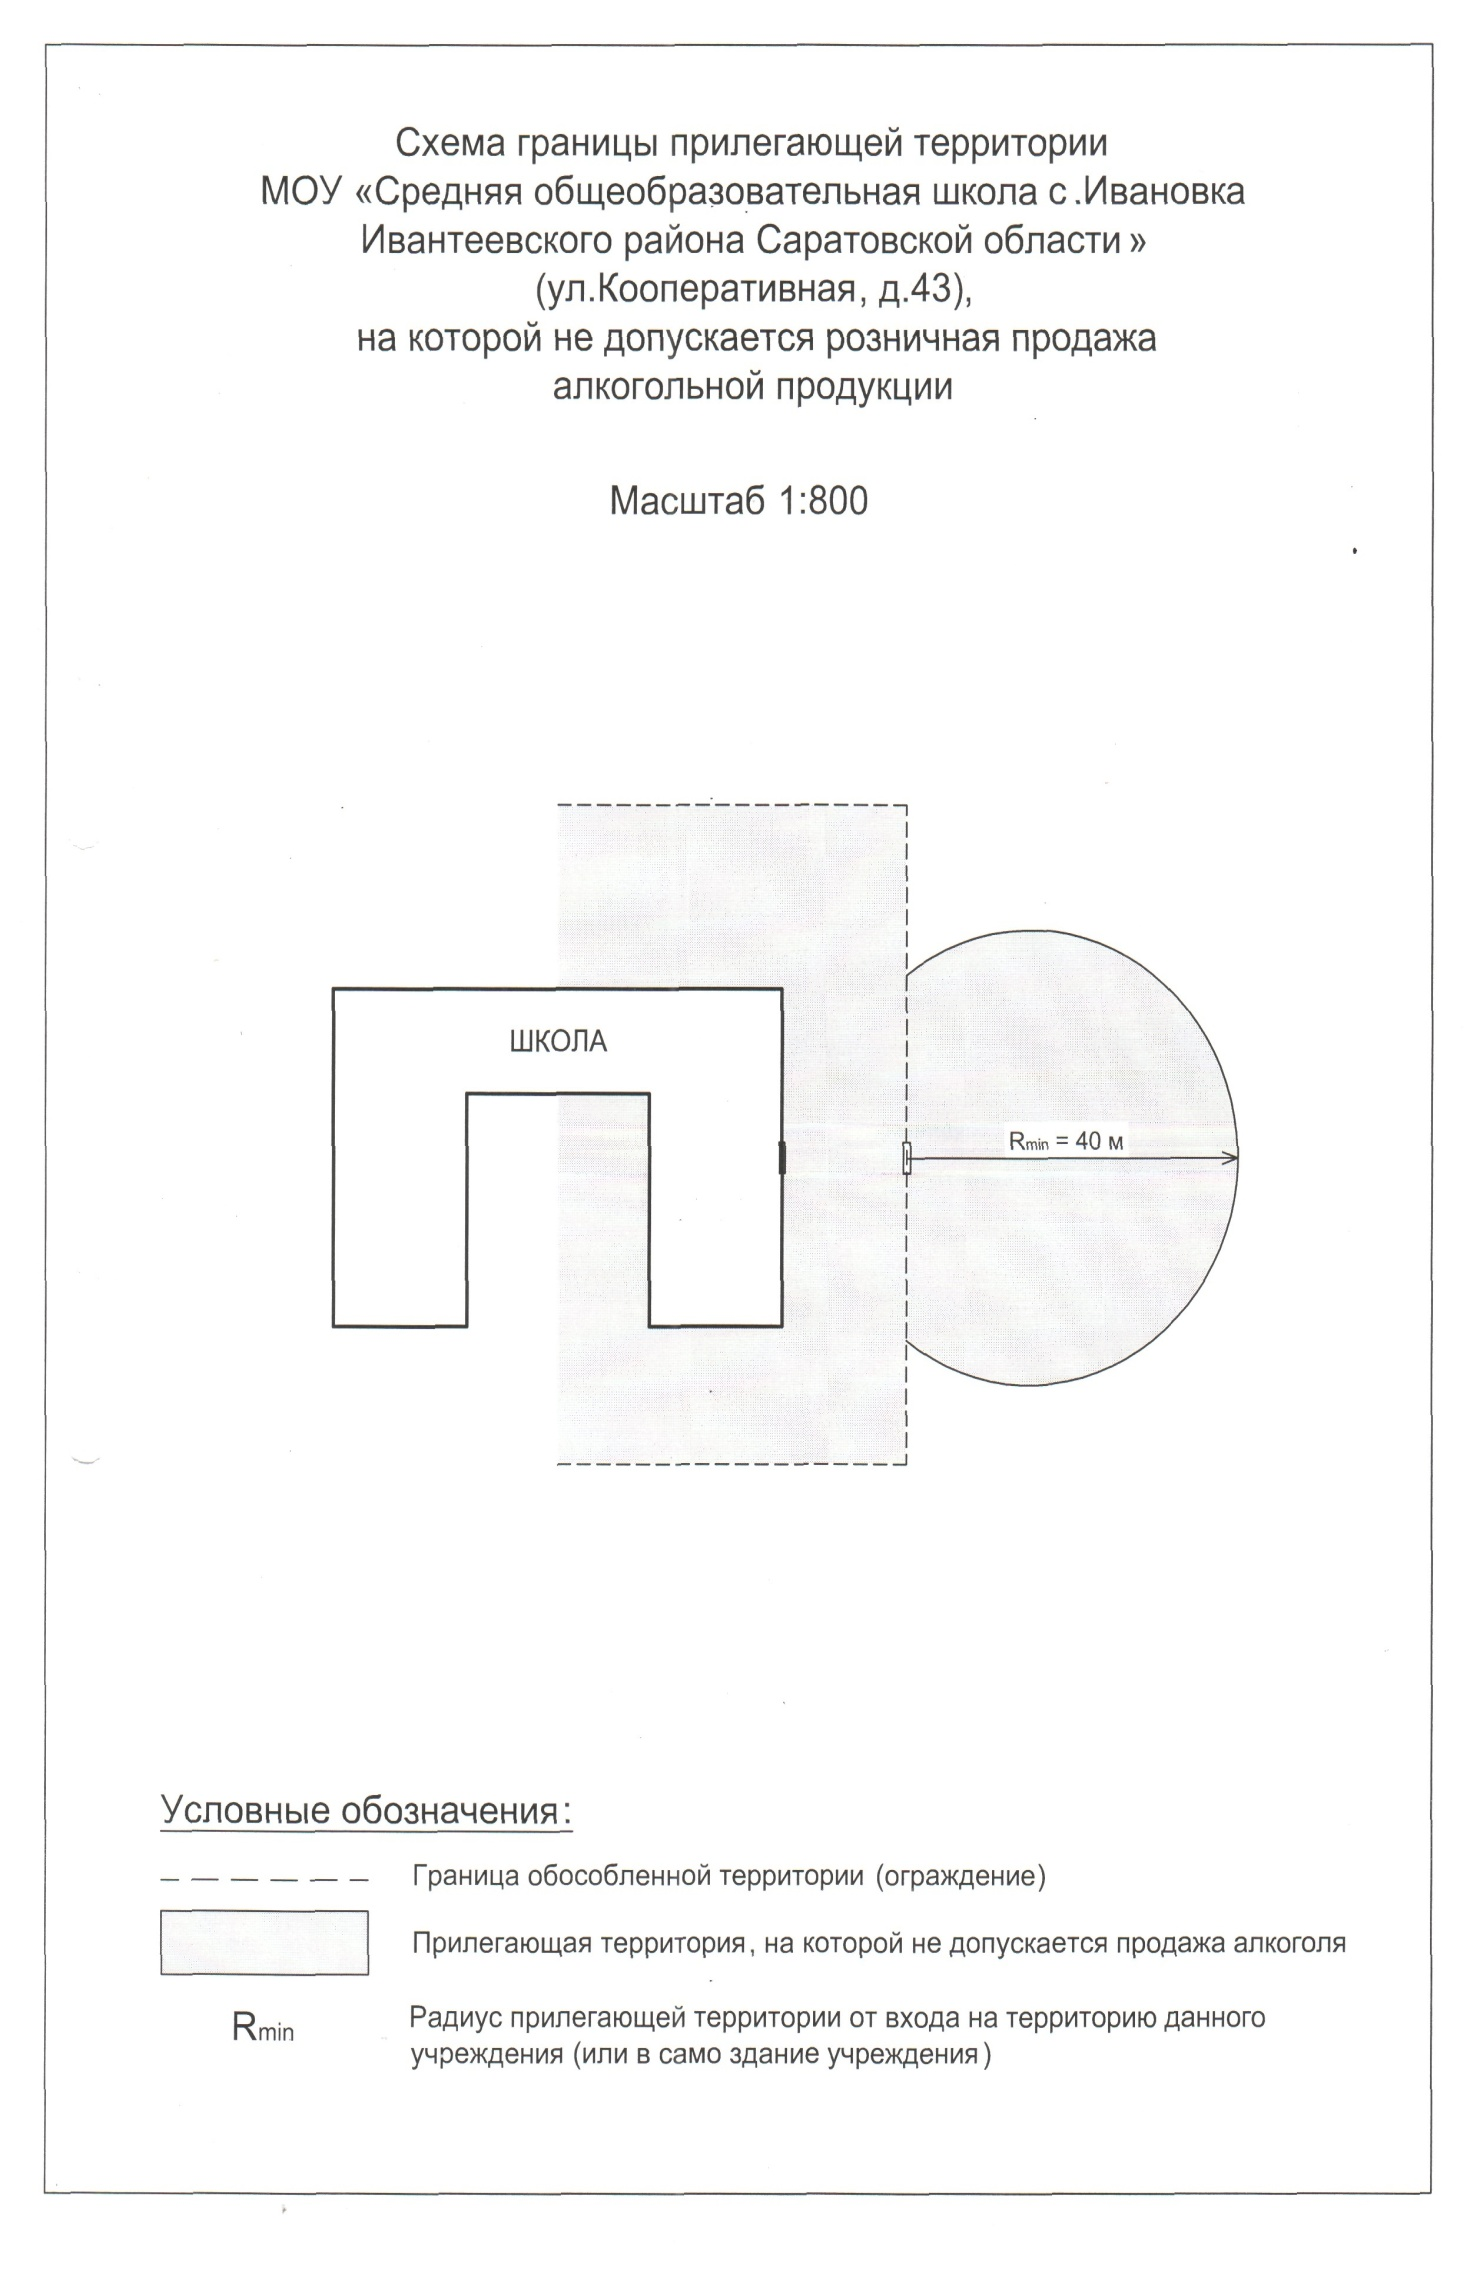 Схема границы прилегающей территории
МОУ «Средняя общеобразовательная школа с.Ивановка
Ивантеевского района Саратовской области»
(ул.Кооперативная, д.43),
на которой не допускается розничная продажа
алкогольной продукции
Масштаб 1:800
ШКОЛА
Rmin = 40 м
Условные обозначения:
Граница обособленной территории (ограждение)
Прилегающая территория, на которой не допускается продажа алкоголя
Rmin
Радиус прилегающей территории от входа на территорию данного
учреждения (или в само здание учреждения)